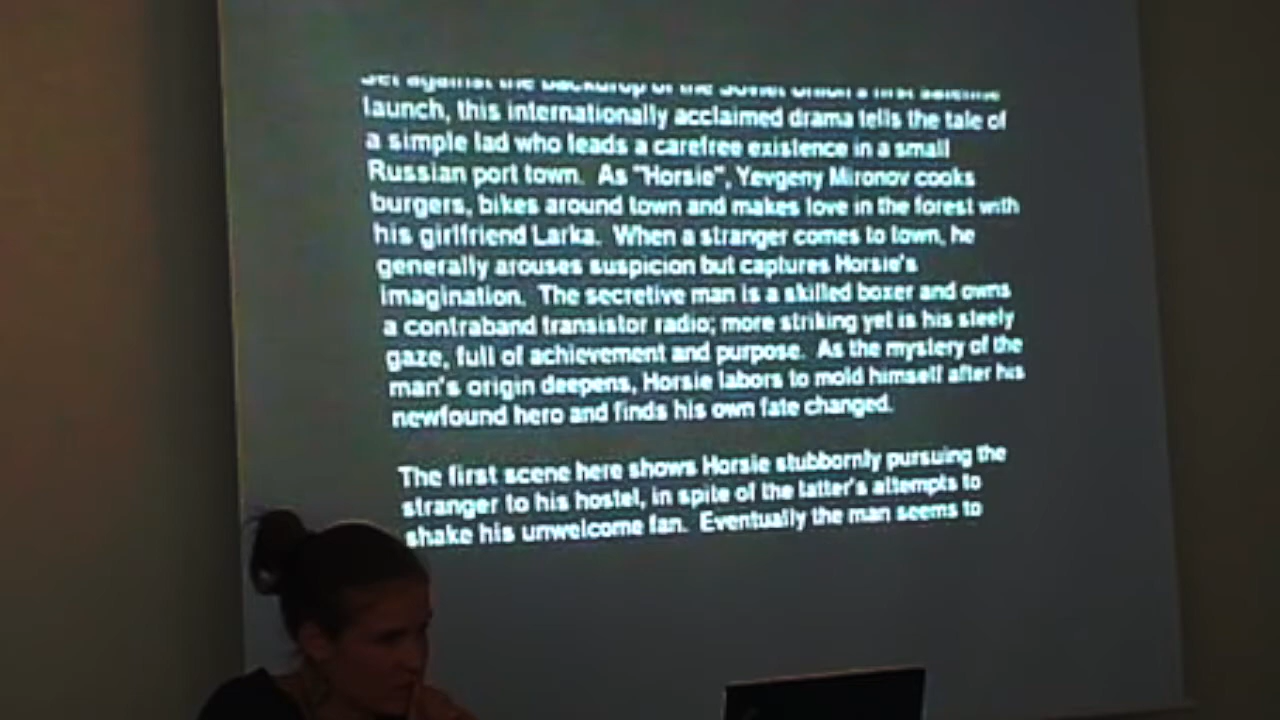 Set against the backdrop of the Soviet Union's first satellite
launch, this internationally acclaimed drama tells the tale of
a simple lad who leads a carefree existence in a small
Russian port town. As "Horsie", Yevgeny Mironov cooks
burgers, bikes around town and makes love in the forest with
his girlfriend Larka. When a stranger comes to town, he
generally arouses suspicion but captures Horsie's
imagination. The secretive man is a skilled boxer and owns
a contraband transistor radio; more striking yet is his steely
gaze, full of achievement and purpose. As the mystery of the
man's origin deepens, Horsie labors to mold himself after his
newfound hero and finds his own fate changed.
The first scene here shows Horsie stubbornly pursuing the
stranger to his hostel, in spite of the latter's attempts to
shake his unwelcome fan. Eventually the man seems to